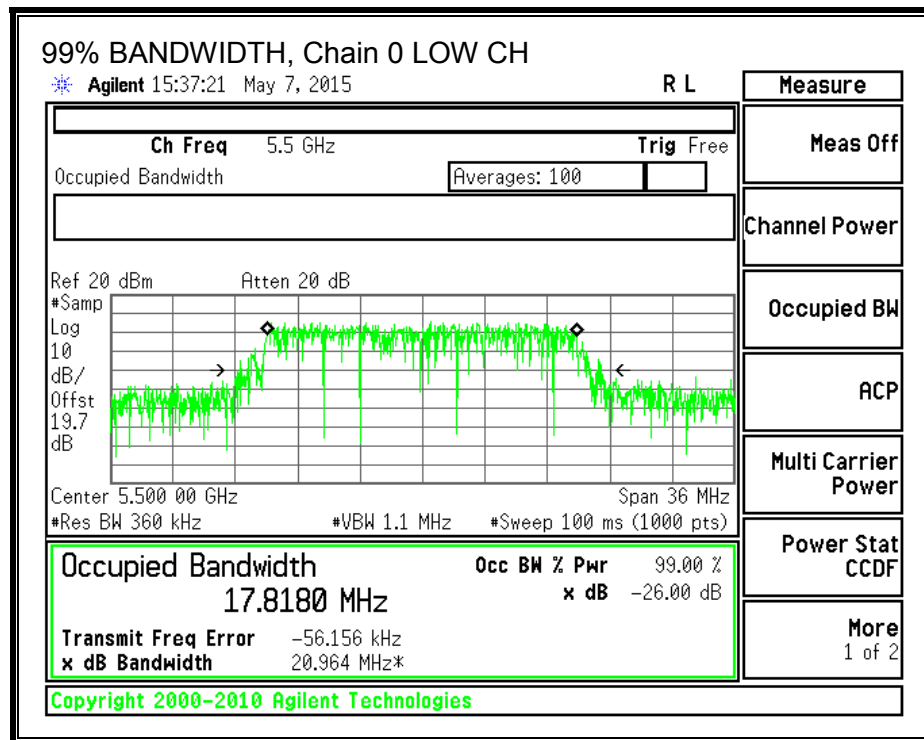 99% BANDWIDTH, Chain 0 LOW CH
Agilent 15:37:21 May 7, 2015 R L
Measure
Ch Freq 5.5 GHz Trig Free
Occupied Bandwidth Averages: 100
Ref 20 dBm Atten 20 dB
#Samp
Log
10
dB/
Offst
19.7
dB
Center 5.500 00 GHz Span 36 MHz
#Res BW 360 kHz #VBW 1.1 MHz #Sweep 100 ms (1000 pts)
Occupied Bandwidth Occ BW % Pwr 99.00 %
17.8180 MHz x dB -26.00 dB
Transmit Freq Error -56.156 kHz
x dB Bandwidth 20.964 MHz*
Copyright 2000-2010 Agilent Technologies
Meas Off
Channel Power
Occupied BW
ACP
Multi Carrier
Power
Power Stat
CCDF
More
1 of 2